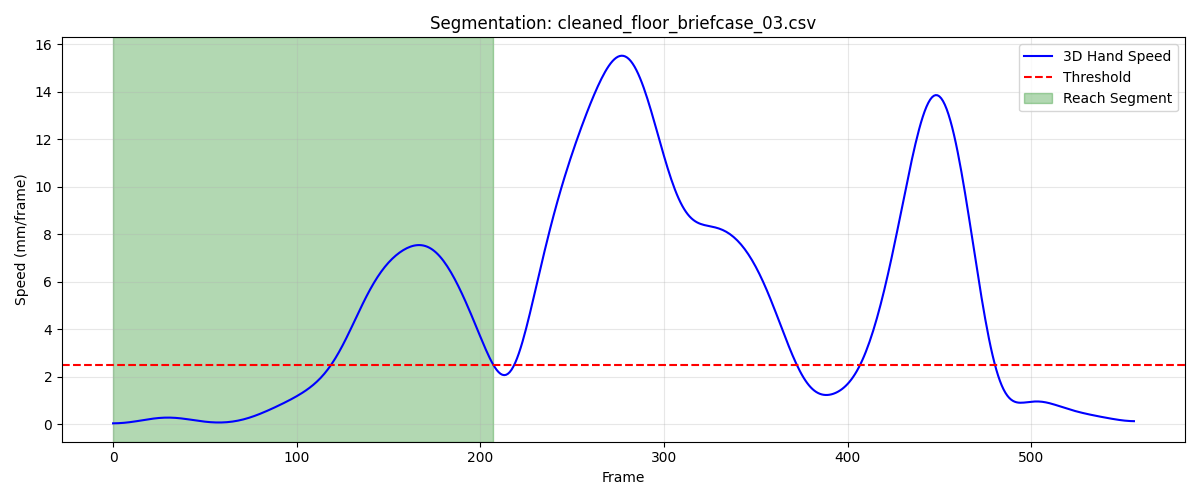 Segmentation: cleaned_floor_briefcase_03.csv
16
14
12
10
8
6
4
2
0
Speed (mm/frame)
3D Hand Speed
Threshold
Reach Segment
0 100 200 300 400 500
Frame